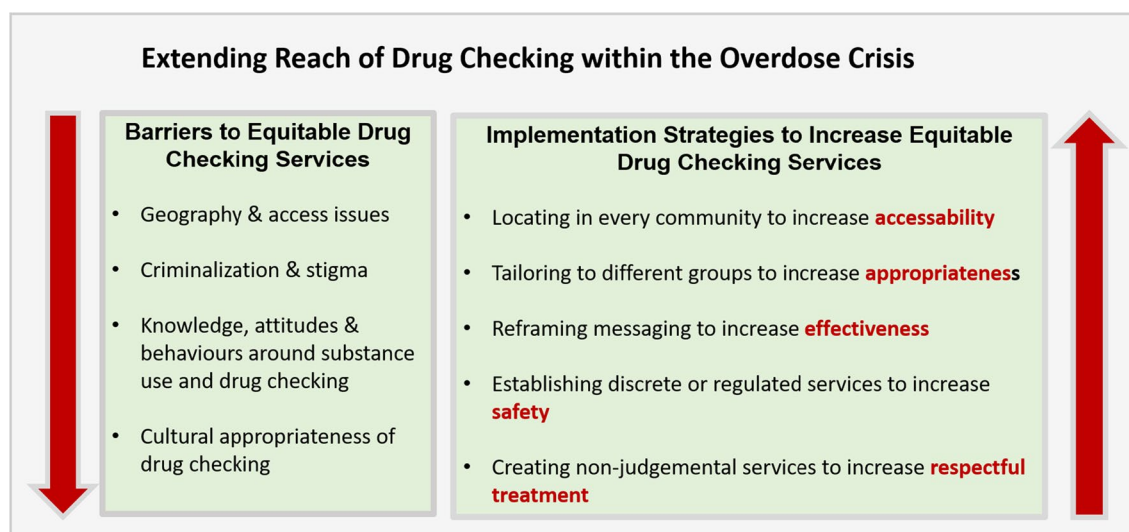 Extending Reach of Drug Checking within the Overdose Crisis
Barriers to Equitable Drug
Checking Services
• Geography & access issues
• Criminalization & stigma
• Knowledge, attitudes &
behaviours around substance
use and drug checking
• Cultural appropriateness of
drug checking
Implementation Strategies to Increase Equitable
Drug Checking Services
• Locating in every community to increase accessability
• Tailoring to different groups to increase appropriateness
• Reframing messaging to increase effectiveness
• Establishing discrete or regulated services to increase
safety
• Creating non-judgemental services to increase respectful
treatment